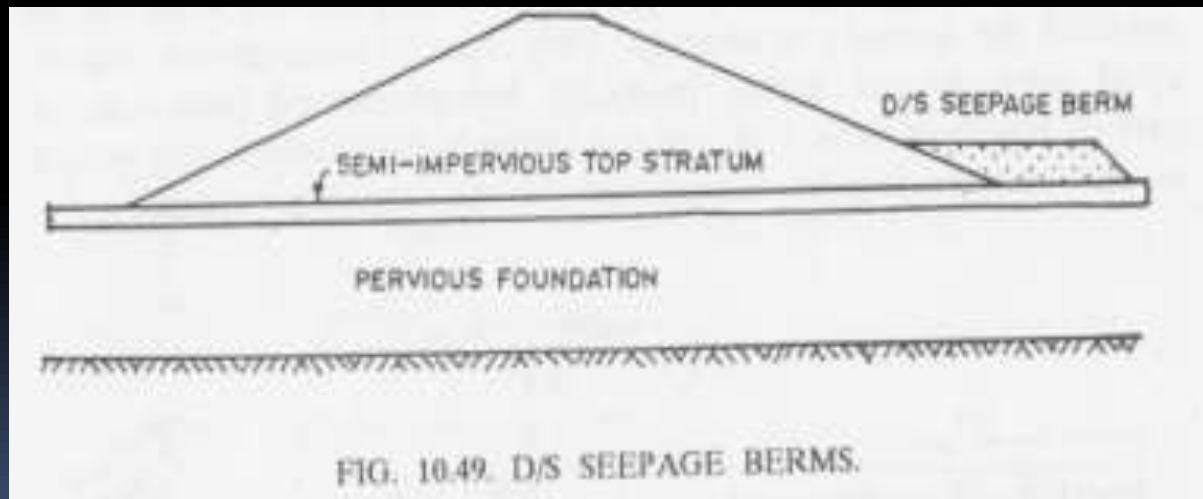 D/S SEEPAGE BERM
SEMI-IMPERVIOUS TOP STRATUM
PERVIOUS FOUNDATION
FIG. 10.49. D/S SEEPAGE BERMS.